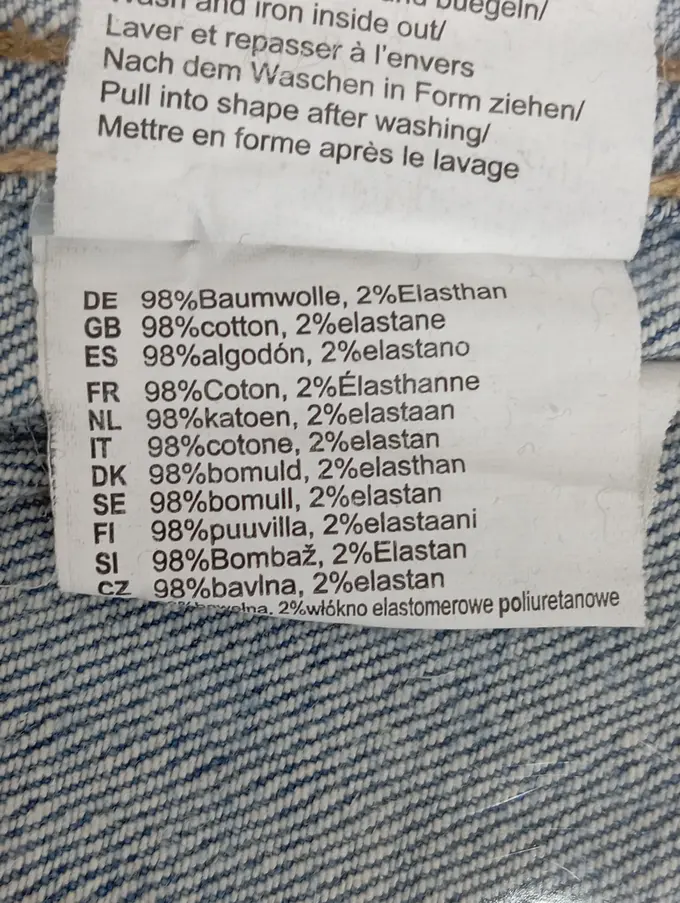 and iron inside out/
Laver et repasser à l'envers
Nach dem Waschen in Form ziehen/
Pull into shape after washing/
Mettre en forme après le lavage
DE 98%Baumwolle, 2%Elasthan
GB 98%cotton, 2%elastane
ES 98%algodón, 2%elastano
FR 98%Coton, 2%Élasthanne
NL 98%katoen, 2%elastaan
IT 98%cotone, 2%elastan
DK 98%bomuld, 2%elasthan
SE 98%bomull, 2%elastan
FI 98%puuvilla, 2%elastaani
SI 98%Bombaž, 2%Elastan
CZ 98%bavlna, 2%elastan
2%włókno elastomerowe poliuretanowe